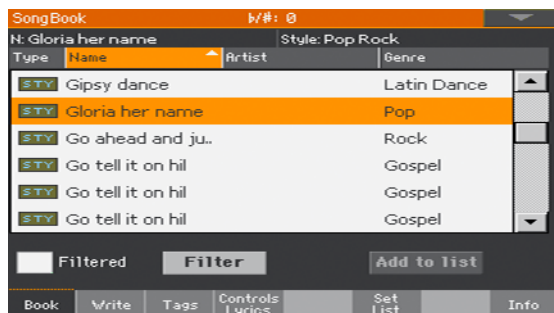 SongBook b/#: 0
N: Gloria her name Style: Pop Rock
Type Name Artist Genre
STY Gipsy dance Latin Dance
STY Gloria her name Pop
STY Go ahead and ju.. Rock
STY Go tell it on hil Gospel
STY Go tell it on hil Gospel
STY Go tell it on hil Gospel
Filtered Filter Add to list
Book Write Tags Controls Lyrics Set List Info